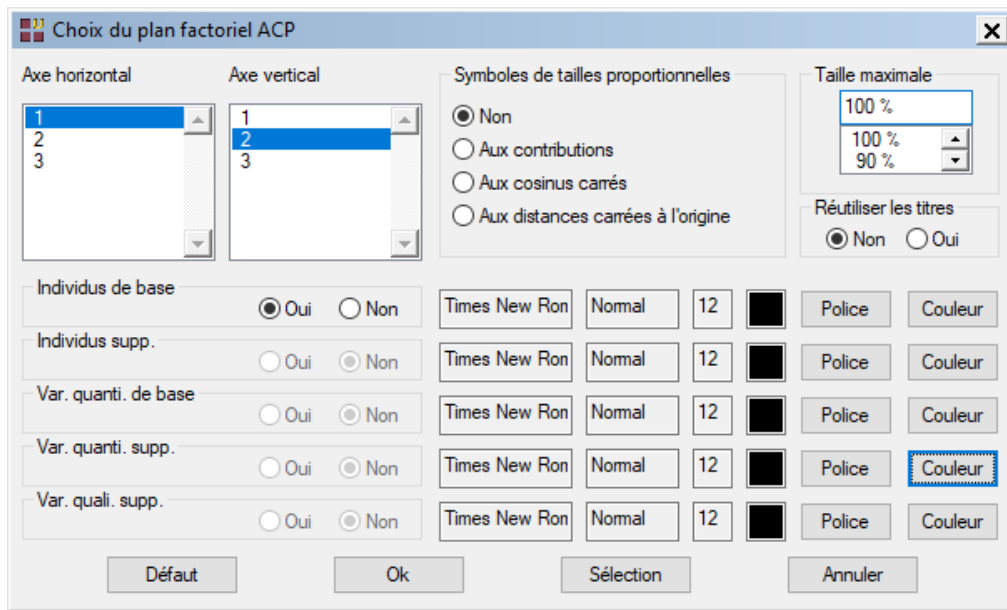 Choix du plan factoriel ACP
Axe horizontal Axe vertical Symboles de tailles proportionnelles Taille maximale
1 1 Non 100 %
2 2 Aux contributions 100 %
3 3 Aux cosinus carrés 90 %
Aux distances carrées à l'origine Réutiliser les titres
Non Oui
Individus de base
Oui Non Times New Ron Normal 12 Police Couleur
Individus supp.
Oui Non Times New Ron Normal 12 Police Couleur
Var. quanti. de base
Oui Non Times New Ron Normal 12 Police Couleur
Var. quanti. supp.
Oui Non Times New Ron Normal 12 Police Couleur
Var. quali. supp.
Oui Non Times New Ron Normal 12 Police Couleur
Défaut Ok Sélection Annuler